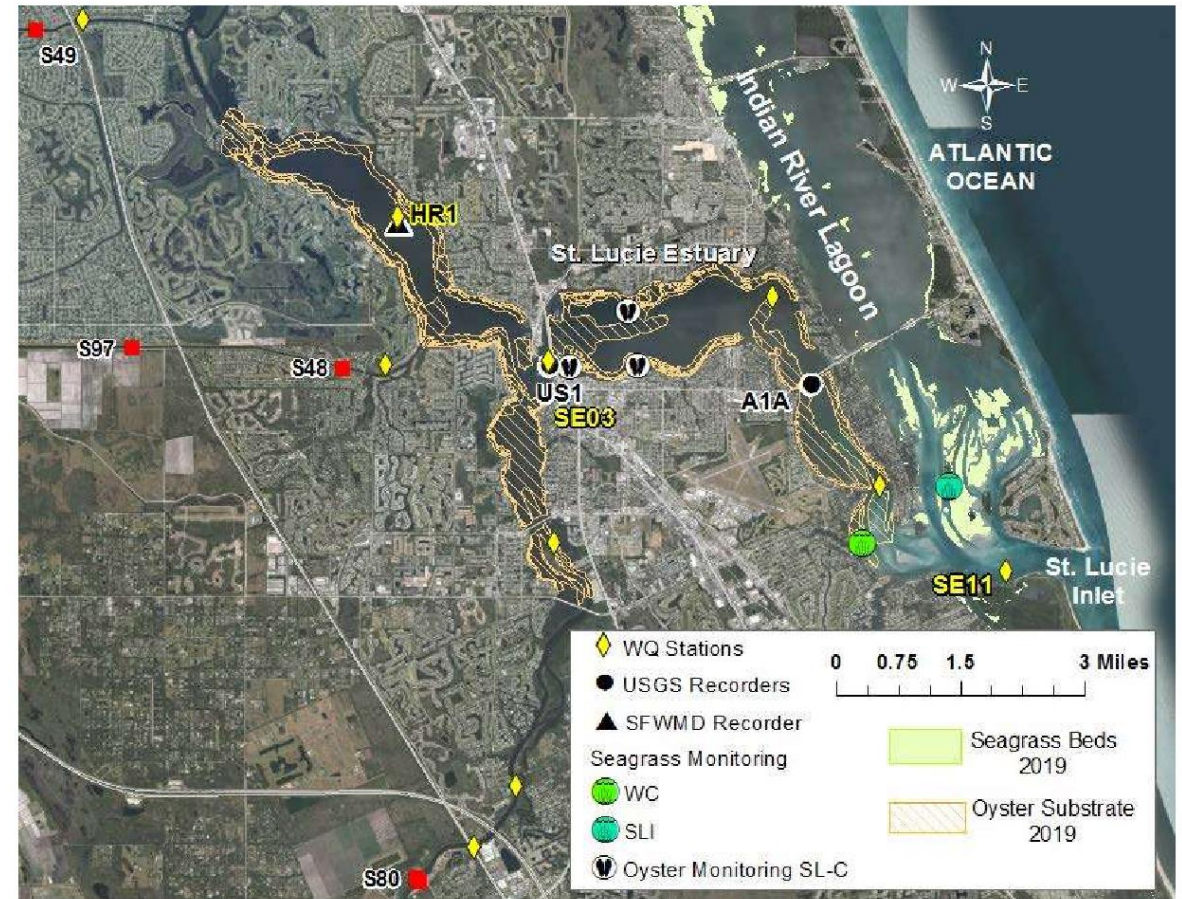 S49
N
W E
S
ATLANTIC
OCEAN
Indian River Lagoon
HR1
St. Lucie Estuary
S97
S48
US1
SE03
A1A
St. Lucie
Inlet
SE11
S80
WQ Stations
USGS Recorders
SFWMD Recorder
Seagrass Monitoring
WC
SLI
Oyster Monitoring SL-C
0 0.75 1.5 3 Miles
Seagrass Beds
2019
Oyster Substrate
2019